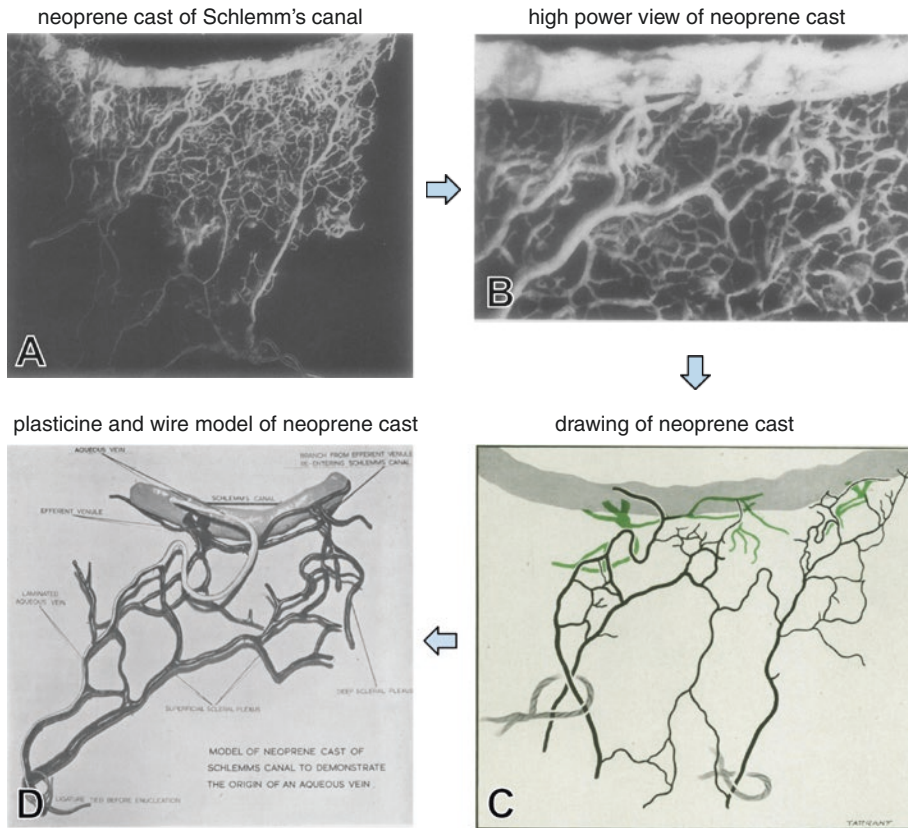 neoprene cast of Schlemm's canal
high power view of neoprene cast
A
B
plasticine and wire model of neoprene cast
drawing of neoprene cast
AQUEOUS VEIN
BRANCH FROM EFFERENT VENULE
RE-ENTERING SCHLEMM'S CANAL
SCHLEMM'S CANAL
EFFERENT VENULE
LAMINATED
AQUEOUS VEIN
DEEP SCLERAL PLEXUS
SUPERFICIAL SCLERAL PLEXUS
MODEL OF NEOPRENE CAST OF
SCHLEMMS CANAL TO DEMONSTRATE
THE ORIGIN OF AN AQUEOUS VEIN.
LIGATURE TIED BEFORE ENUCLEATION
D
C
TARRANT